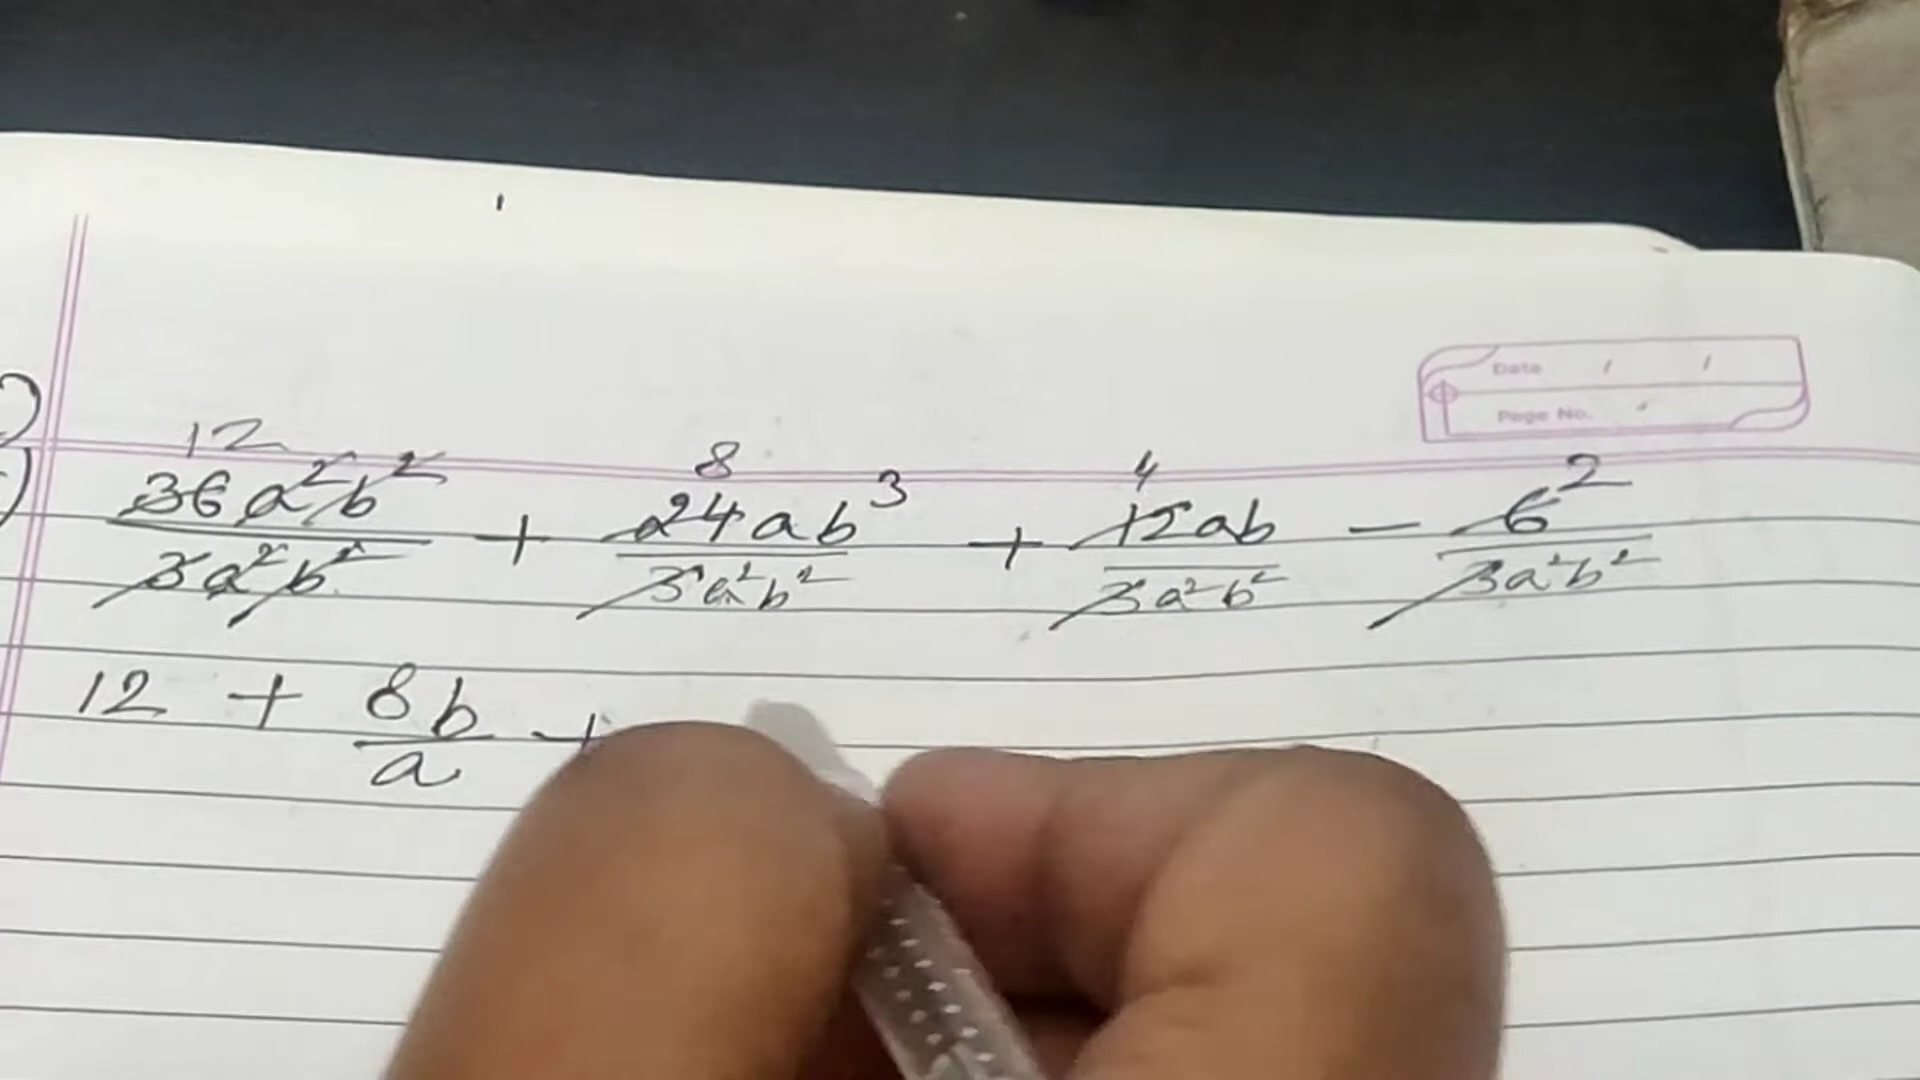 Date / /
Page No.
12 8 4 2
36a²b²/3a²b² + 24ab³/3a²b² + 12ab/3a²b² - 6/3a²b²
12 + 8b/a +